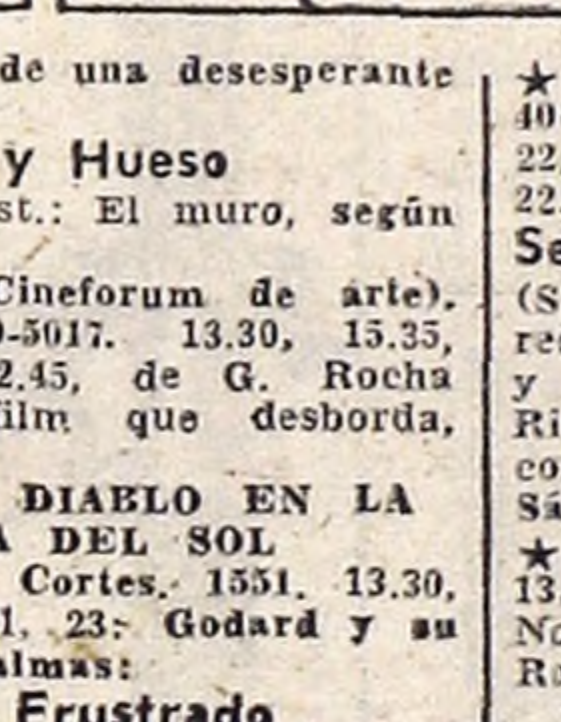 de una desesperante
y Hueso
st.: El muro, según
Cineforum de arte).
-5017. 13.30, 15.35,
2.45, de G. Rocha
film que desborda,
DIABLO EN LA
A DEL SOL
Cortes. 1551. 13.30,
1, 23: Godard y su
almas:
Frustrado
★
40
22
22.
Se
(S
re
y
Ri
co
Sá
★
13
No
Ro